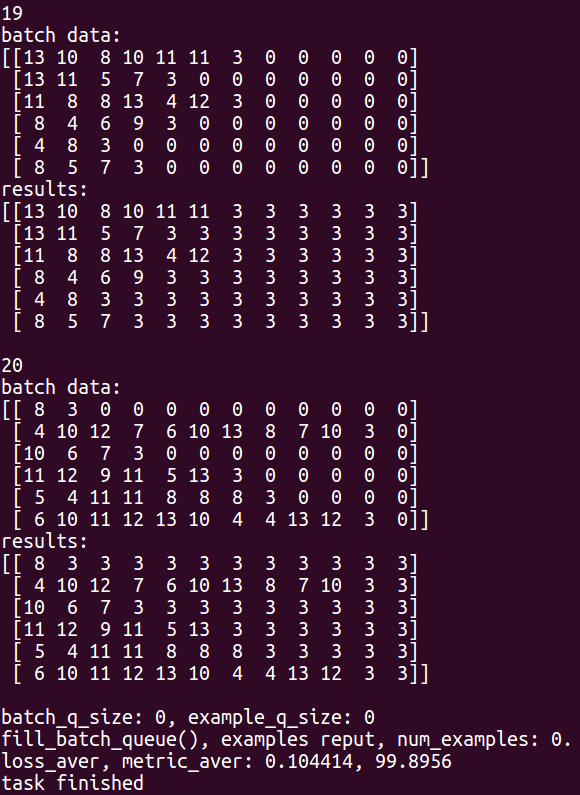 19
batch data:
[[13 10  8 10 11 11  3  0  0  0  0  0]
 [13 11  5  7  3  0  0  0  0  0  0  0]
 [11  8  8 13  4 12  3  0  0  0  0  0]
 [ 8  4  6  9  3  0  0  0  0  0  0  0]
 [ 4  8  3  0  0  0  0  0  0  0  0  0]
 [ 8  5  7  3  0  0  0  0  0  0  0  0]]
results:
[[13 10  8 10 11 11  3  3  3  3  3  3]
 [13 11  5  7  3  3  3  3  3  3  3  3]
 [11  8  8 13  4 12  3  3  3  3  3  3]
 [ 8  4  6  9  3  3  3  3  3  3  3  3]
 [ 4  8  3  3  3  3  3  3  3  3  3  3]
 [ 8  5  7  3  3  3  3  3  3  3  3  3]]

20
batch data:
[[ 8  3  0  0  0  0  0  0  0  0  0  0]
 [ 4 10 12  7  6 10 13  8  7 10  3  0]
 [10  6  7  3  0  0  0  0  0  0  0  0]
 [11 12  9 11  5 13  3  0  0  0  0  0]
 [ 5  4 11 11  8  8  8  3  0  0  0  0]
 [ 6 10 11 12 13 10  4  4 13 12  3  0]]
results:
[[ 8  3  3  3  3  3  3  3  3  3  3  3]
 [ 4 10 12  7  6 10 13  8  7 10  3  3]
 [10  6  7  3  3  3  3  3  3  3  3  3]
 [11 12  9 11  5 13  3  3  3  3  3  3]
 [ 5  4 11 11  8  8  8  3  3  3  3  3]
 [ 6 10 11 12 13 10  4  4 13 12  3  3]]

batch_q_size: 0, example_q_size: 0
fill_batch_queue(), examples reput, num_examples: 0.
loss_aver, metric_aver: 0.104414, 99.8956
task finished